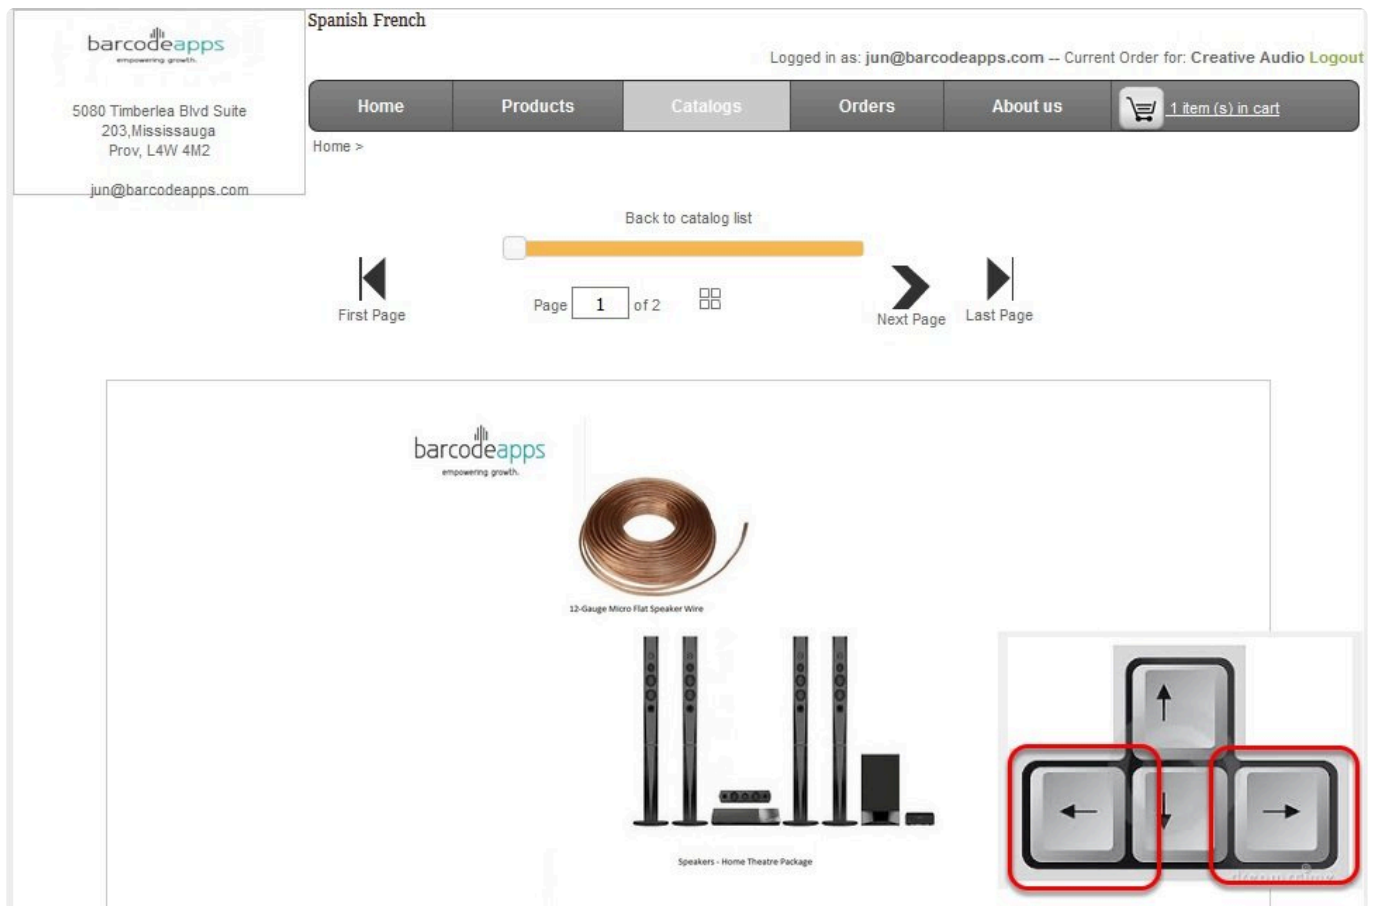 barcodeapps
empowering growth.
5080 Timberlea Blvd Suite
203,Mississauga
Prov, L4W 4M2
jun@barcodeapps.com
Spanish French
Logged in as: jun@barcodeapps.com -- Current Order for: Creative Audio Logout
Home Products Catalogs Orders About us 1 item (s) in cart
Home >
Back to catalog list
First Page
Page 1 of 2
Next Page
Last Page
barcodeapps
empowering growth.
12-Gauge Micro Flat Speaker Wire
Speakers - Home Theatre Package
dreamstime